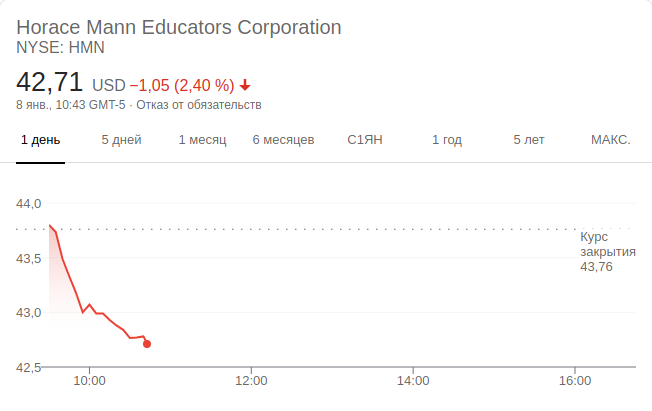 Horace Mann Educators Corporation
NYSE: HMN
42,71 USD −1,05 (2,40 %)
8 янв., 10:43 GMT-5 · Отказ от обязательств
1 день 5 дней 1 месяц 6 месяцев С1ЯН 1 год 5 лет МАКС.
44,0
Курс
закрытия
43,76
43,5
43,0
42,5
10:00 12:00 14:00 16:00